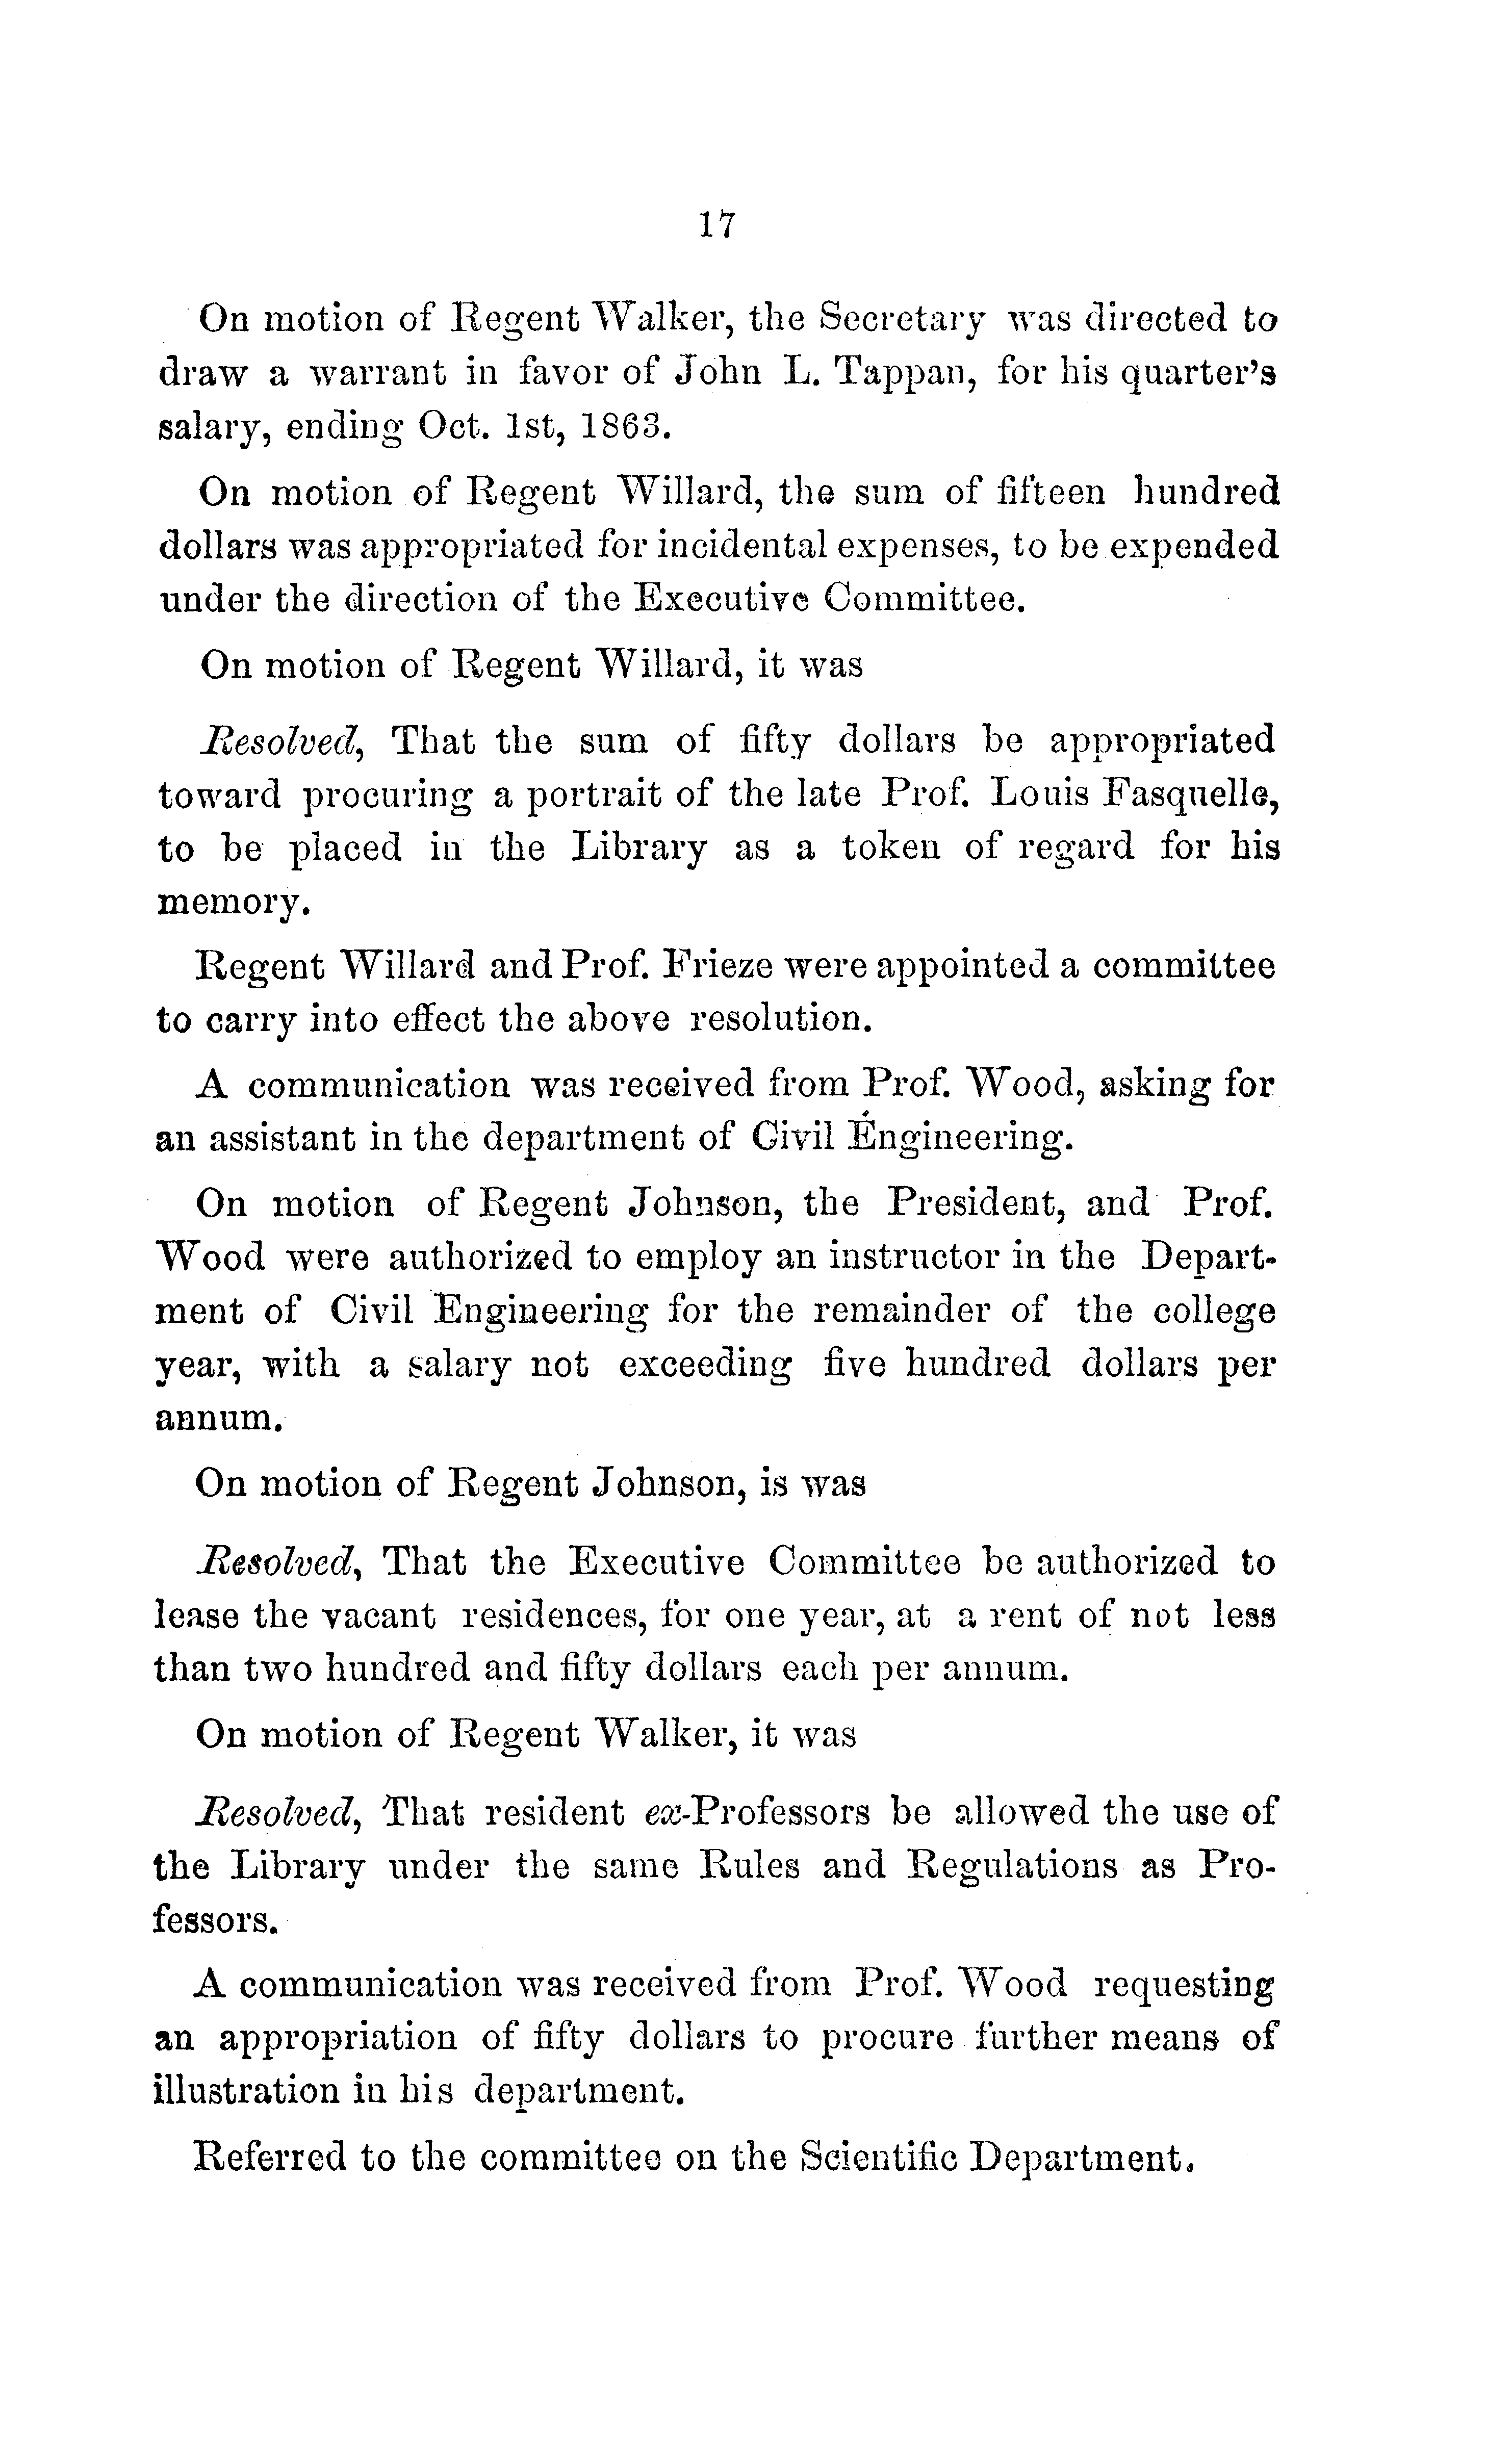 17
On motion of Regent Walker, the Secretary was directed to
draw a warrant in favor of John L. Tappan, for his quarter's
salary, ending Oct. 1st, 1863.
On motion of Regent Willard, the sum of fifteen hundred
dollars was appropriated for incidental expenses, to be expended
under the direction of the Executive Committee.
On motion of Regent Willard, it was
Resolved, That the sum of fifty dollars be appropriated
toward procuring a portrait of the late Prof. Louis Fasquelle,
to be placed in the Library as a token of regard for his
memory.
Regent Willard and Prof. Frieze were appointed a committee
to carry into effect the above resolution.
A communication was received from Prof. Wood, asking for
an assistant in the department of Civil Engineering.
On motion of Regent Johnson, the President, and Prof.
Wood were authorized to employ an instructor in the Depart-
ment of Civil Engineering for the remainder of the college
year, with a salary not exceeding five hundred dollars per
annum.
On motion of Regent Johnson, is was
Resolved, That the Executive Committee be authorized to
lease the vacant residences, for one year, at a rent of not less
than two hundred and fifty dollars each per annum.
On motion of Regent Walker, it was
Resolved, That resident ex-Professors be allowed the use of
the Library under the same Rules and Regulations as Pro-
fessors.
A communication was received from Prof. Wood requesting
an appropriation of fifty dollars to procure further means of
illustration in his department.
Referred to the committee on the Scientific Department.